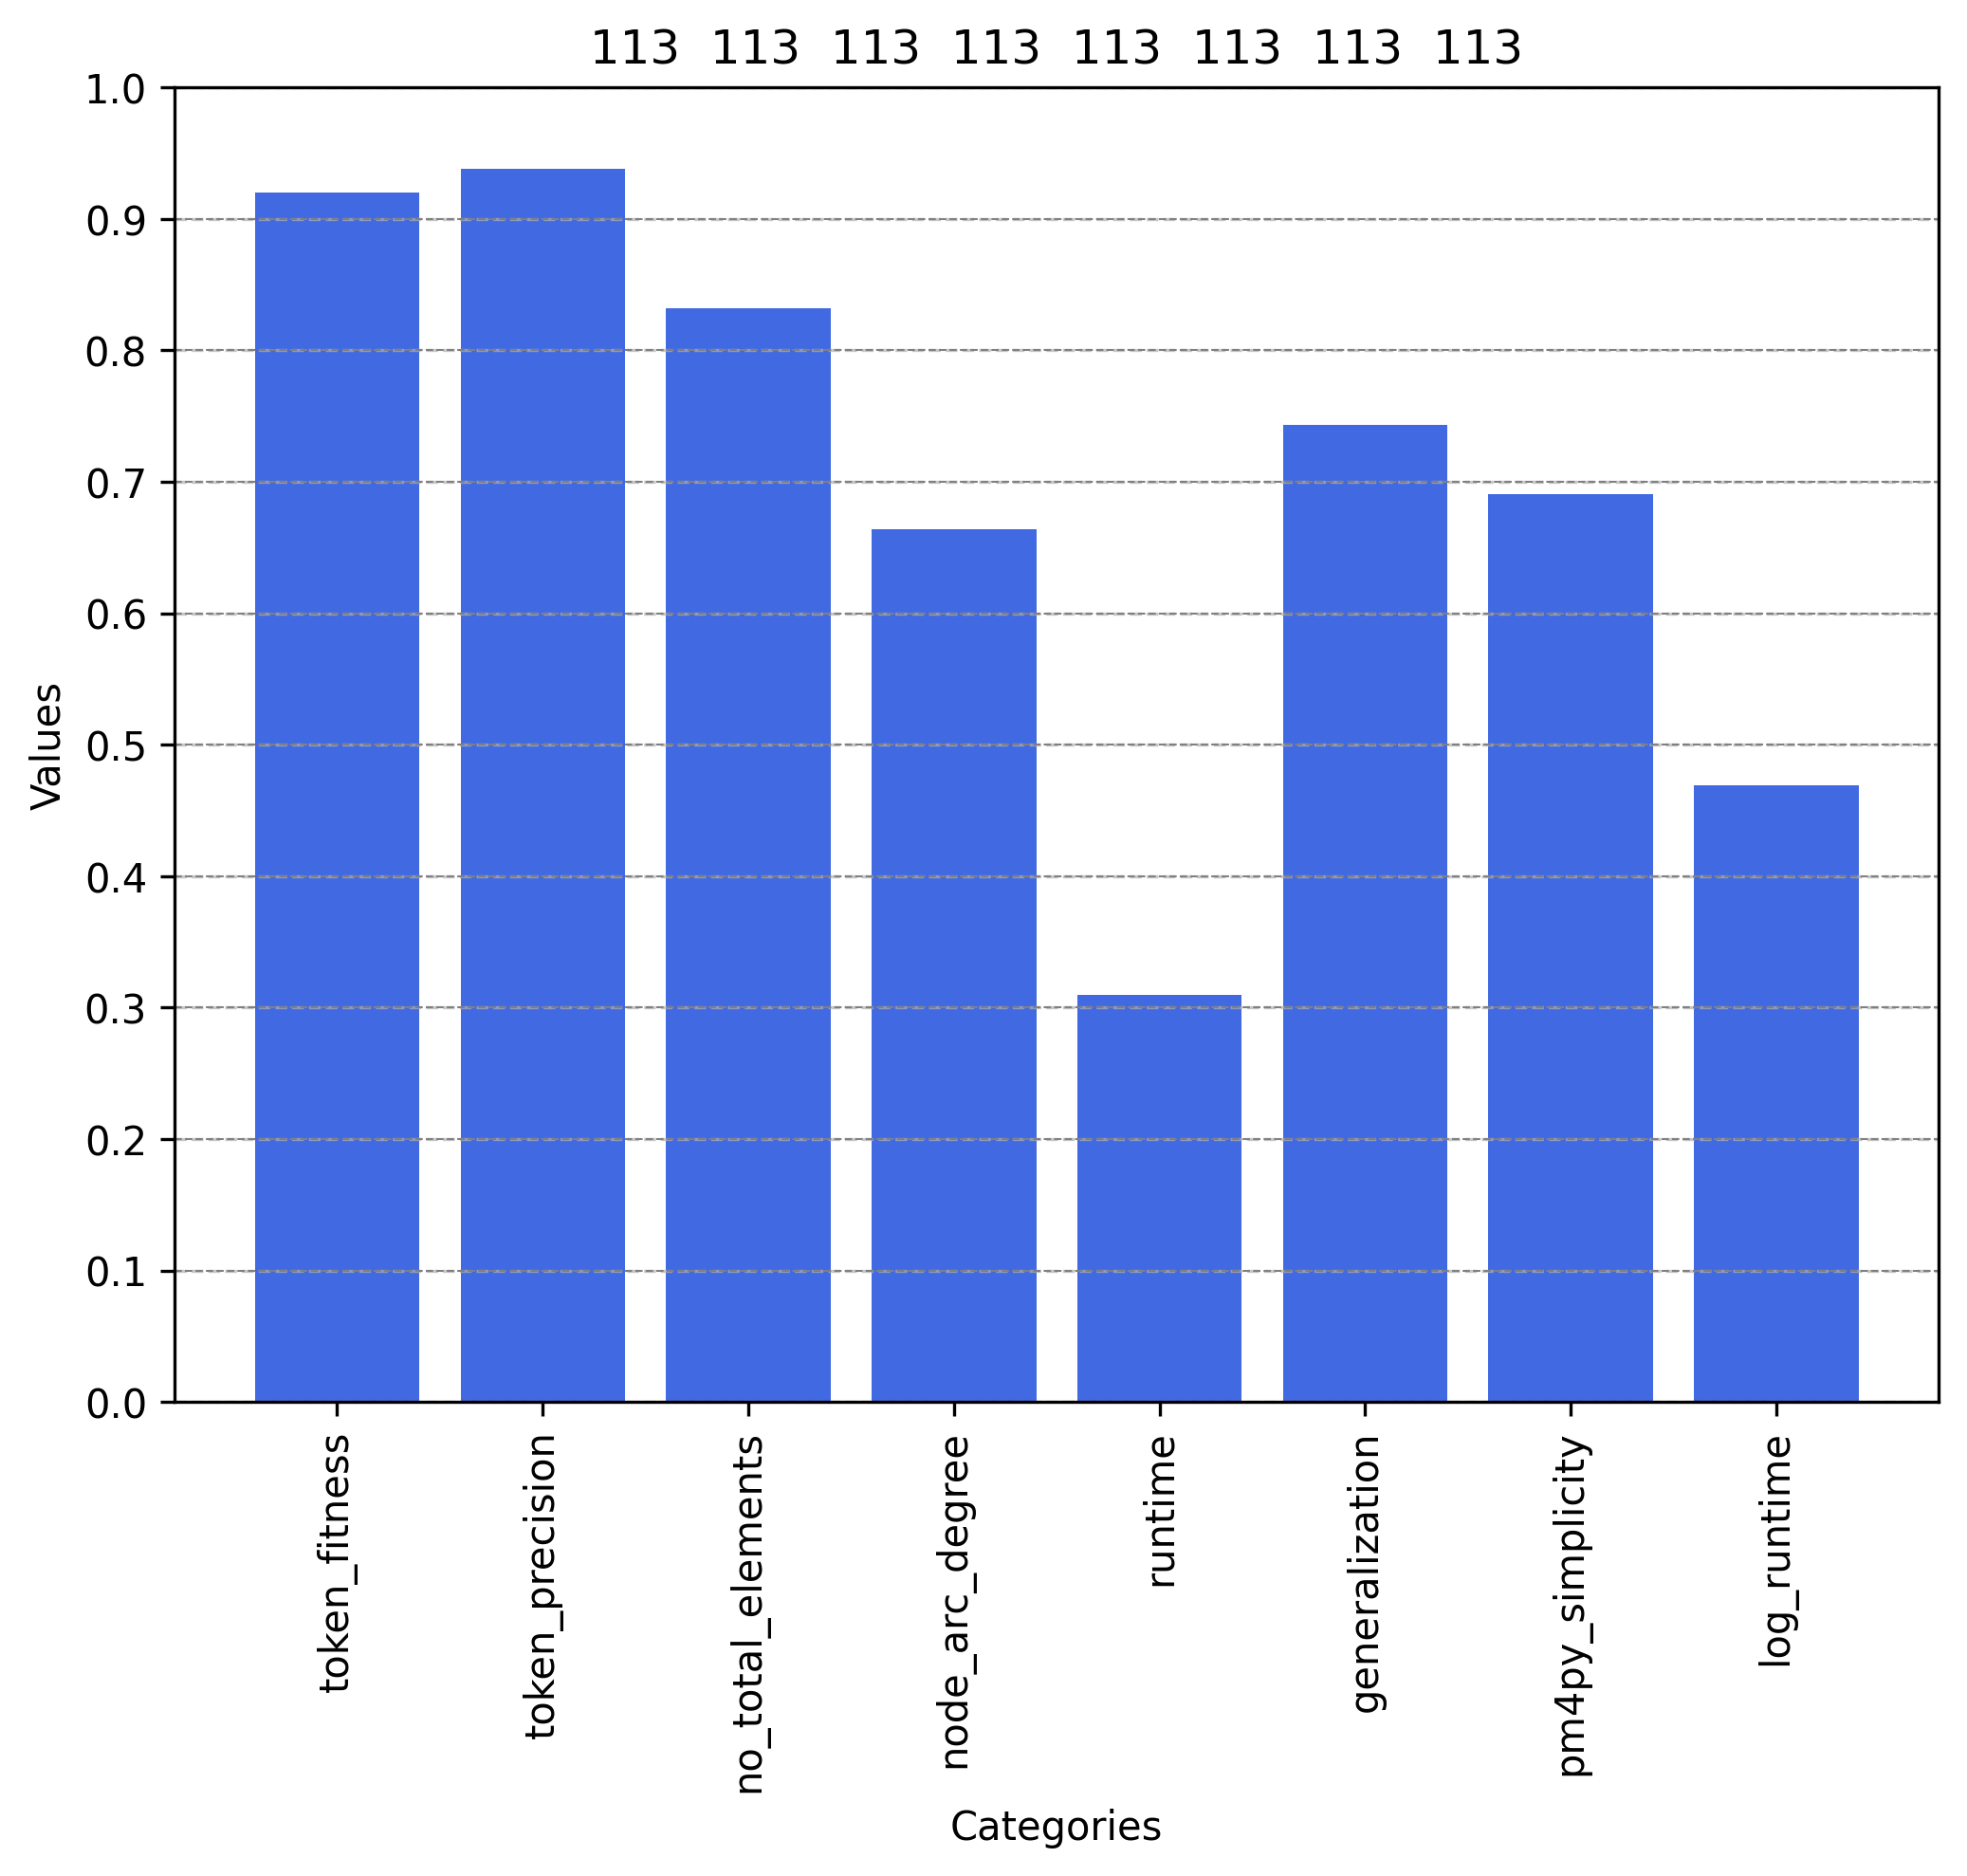 113 113 113 113 113 113 113 113
1.0
0.9
0.8
0.7
0.6
0.5
0.4
0.3
0.2
0.1
0.0
Values
token_fitness
token_precision
no_total_elements
node_arc_degree
runtime
generalization
pm4py_simplicity
log_runtime
Categories